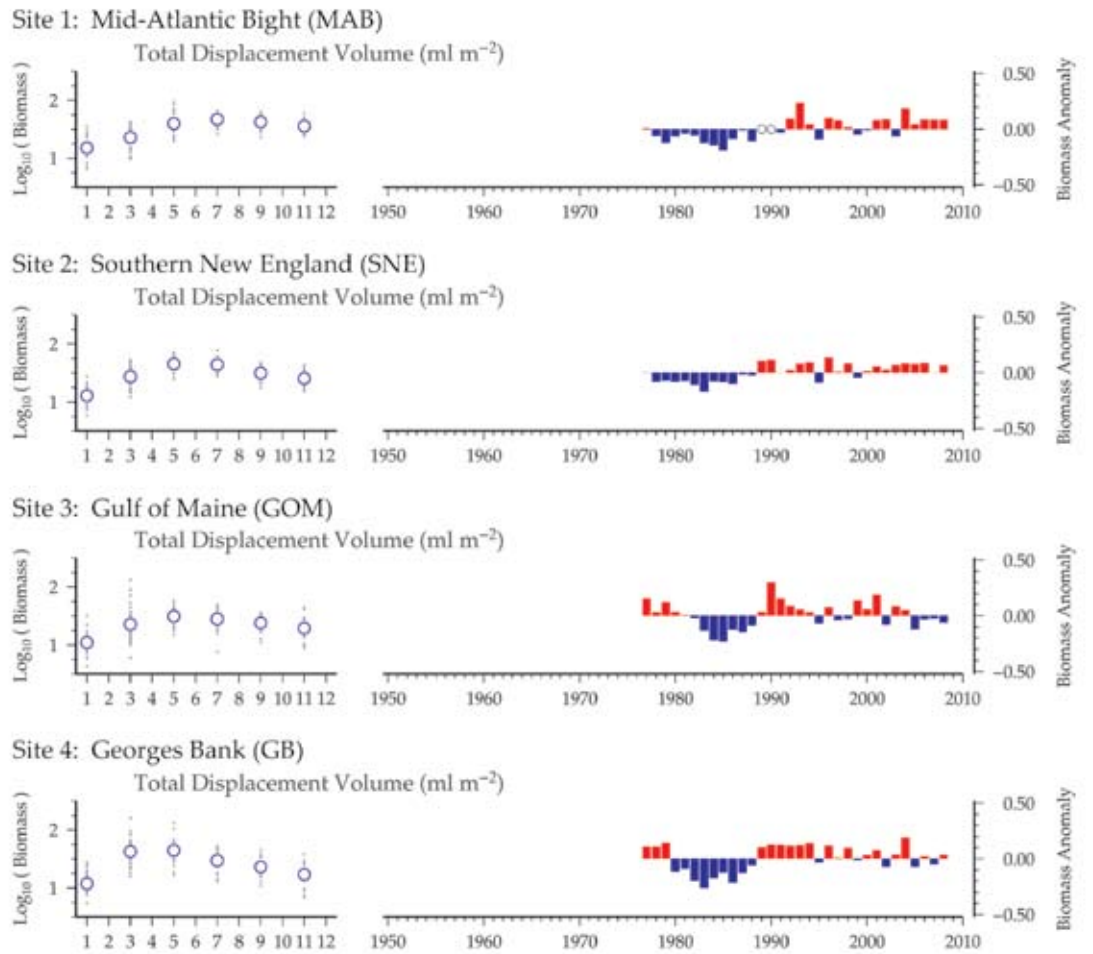 Site 1: Mid-Atlantic Bight (MAB)
Total Displacement Volume (ml m⁻²)
Log₁₀ ( Biomass )
2
1
1 2 3 4 5 6 7 8 9 10 11 12
1950 1960 1970 1980 1990 2000 2010
0.50
0.00
−0.50
Biomass Anomaly
Site 2: Southern New England (SNE)
Total Displacement Volume (ml m⁻²)
Log₁₀ ( Biomass )
2
1
1 2 3 4 5 6 7 8 9 10 11 12
1950 1960 1970 1980 1990 2000 2010
0.50
0.00
−0.50
Biomass Anomaly
Site 3: Gulf of Maine (GOM)
Total Displacement Volume (ml m⁻²)
Log₁₀ ( Biomass )
2
1
1 2 3 4 5 6 7 8 9 10 11 12
1950 1960 1970 1980 1990 2000 2010
0.50
0.00
−0.50
Biomass Anomaly
Site 4: Georges Bank (GB)
Total Displacement Volume (ml m⁻²)
Log₁₀ ( Biomass )
2
1
1 2 3 4 5 6 7 8 9 10 11 12
1950 1960 1970 1980 1990 2000 2010
0.50
0.00
−0.50
Biomass Anomaly